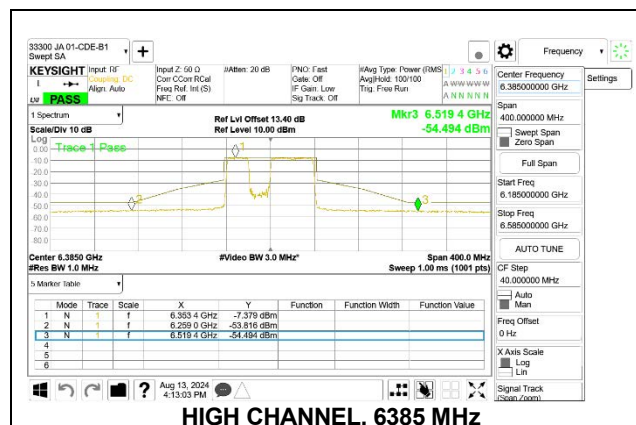 33300 JA 01-CDE-B1
Swept SA
Frequency
KEYSIGHT
PASS
Input: RF
Coupling: DC
Align: Auto
Input Z: 50 Ω
Corr CCorr RCal
Freq Ref: Int (S)
NFE: Off
#Atten: 20 dB
PNO: Fast
Gate: Off
IF Gain: Low
Sig Track: Off
#Avg Type: Power (RMS
Avg|Hold: 100/100
Trig: Free Run
1 2 3 4 5 6
A W W W W W
A N N N N N
1 Spectrum
Scale/Div 10 dB
Ref Lvl Offset 13.40 dB
Ref Level 10.00 dBm
Mkr3 6.519 4 GHz
-54.494 dBm
Log
Trace 1 Pass
0.00
10.0
20.0
30.0
40.0
50.0
60.0
70.0
80.0
1
2
3
Center 6.3850 GHz
#Res BW 1.0 MHz
#Video BW 3.0 MHz*
Span 400.0 MHz
Sweep 1.00 ms (1001 pts)
5 Marker Table
Mode Trace Scale X Y Function Function Width Function Value
1 N 1 f 6.353 4 GHz -7.379 dBm
2 N 1 f 6.259 0 GHz -53.816 dBm
3 N 1 f 6.519 4 GHz -54.494 dBm
4
5
6
Aug 13, 2024
4:13:03 PM
Center Frequency
6.385000000 GHz
Settings
Span
400.000000 MHz
Swept Span
Zero Span
Full Span
Start Freq
6.185000000 GHz
Stop Freq
6.585000000 GHz
AUTO TUNE
CF Step
40.000000 MHz
Auto
Man
Freq Offset
0 Hz
X Axis Scale
Log
Lin
Signal Track
(Span Zoom)
HIGH CHANNEL, 6385 MHz